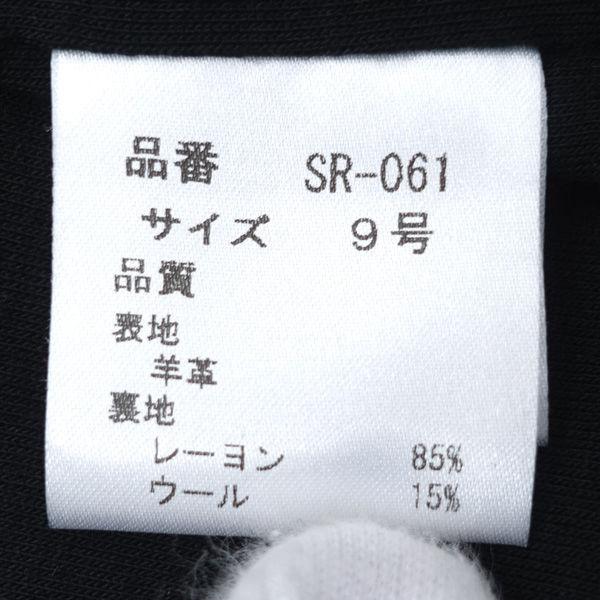 品番 SR-061
サイズ 9号
品質
表地
羊革
裏地
レーヨン 85%
ウール 15%